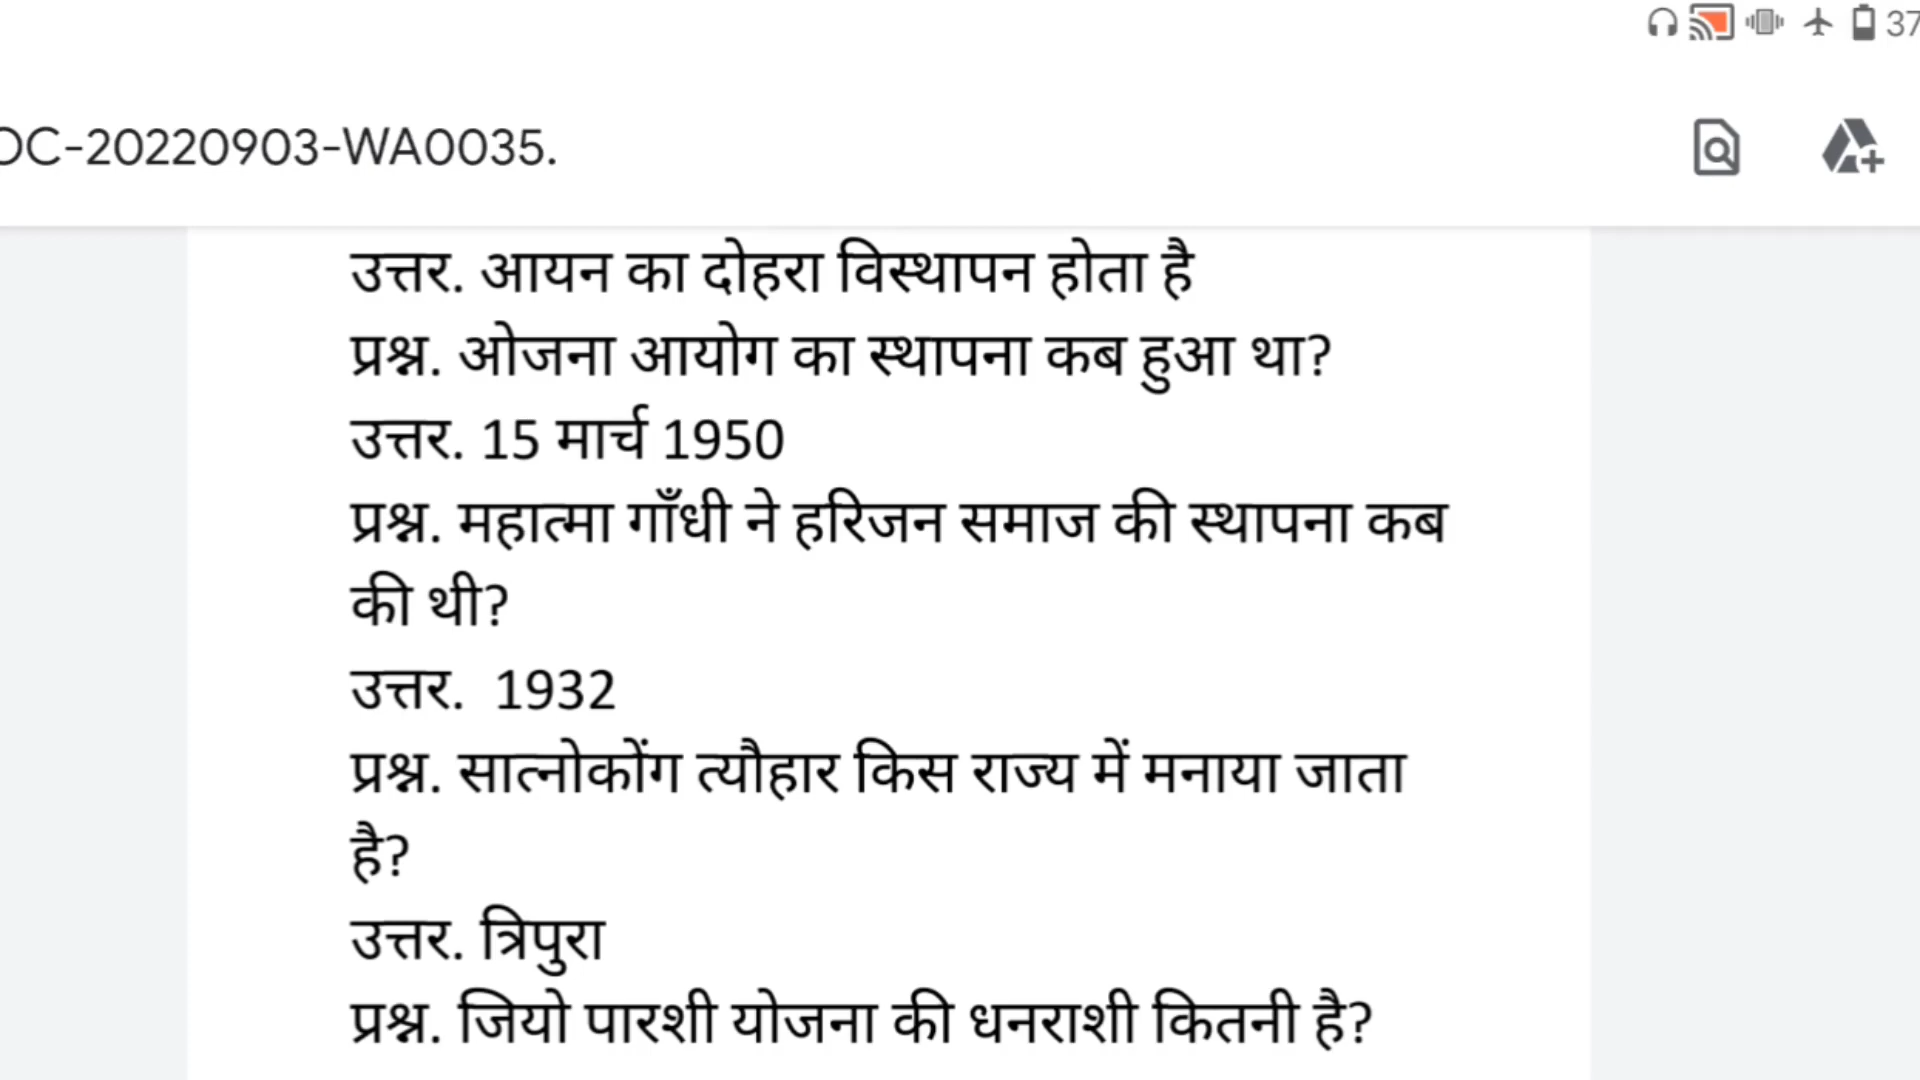 37
OC-20220903-WA0035.
उत्तर. आयन का दोहरा विस्थापन होता है
प्रश्न. ओजना आयोग का स्थापना कब हुआ था?
उत्तर. 15 मार्च 1950
प्रश्न. महात्मा गाँधी ने हरिजन समाज की स्थापना कब
की थी?
उत्तर. 1932
प्रश्न. सात्नोकोंग त्यौहार किस राज्य में मनाया जाता
है?
उत्तर. त्रिपुरा
प्रश्न. जियो पारशी योजना की धनराशी कितनी है?